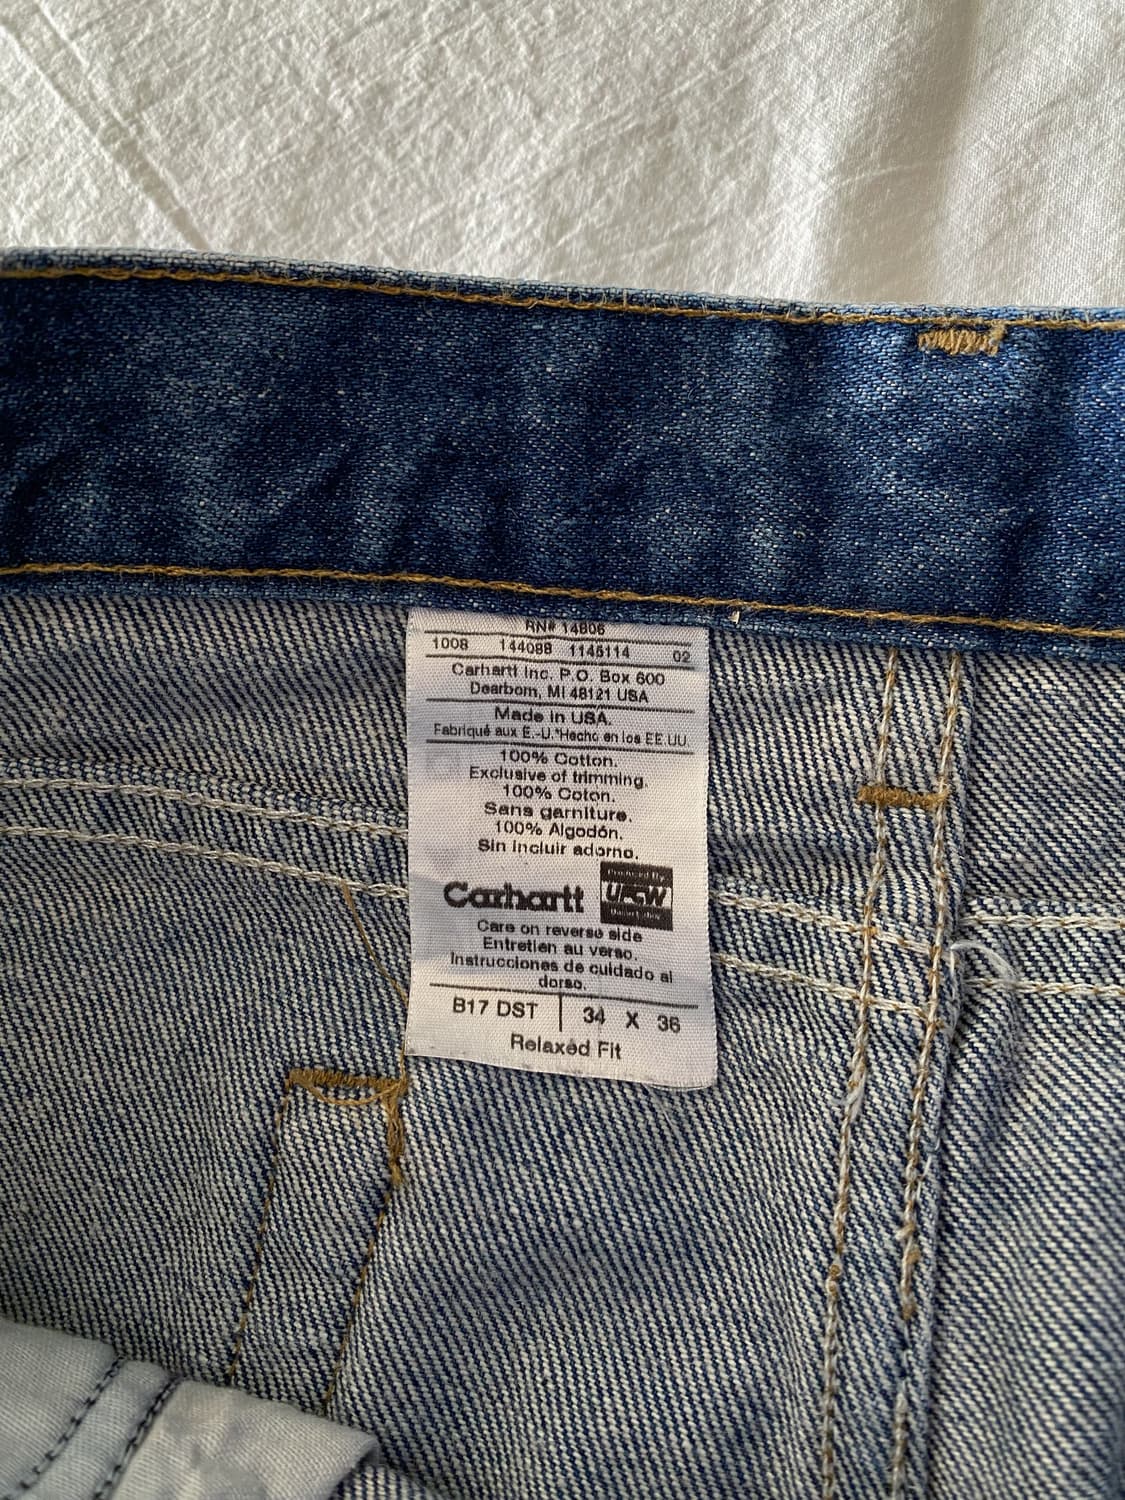 RN# 14806
1008 144088 1145114 02
Carhartt Inc. P.O. Box 600
Dearborn, MI 48121 USA
Made in USA.
Fabriqué aux E.-U. Hecho en los EE.UU.
100% Cotton.
Exclusive of trimming.
100% Coton.
Sans garniture.
100% Algodón.
Sin incluir adorno.
Carhartt
Produced By
UFCW
Care on reverse side
Entretien au verso.
Instrucciones de cuidado al
dorso.
B17 DST | 34 X 36
Relaxed Fit